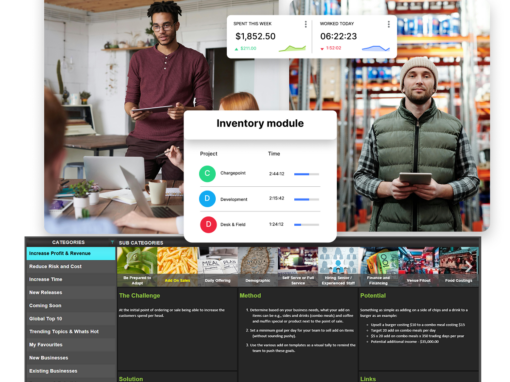 SPENT THIS WEEK
WORKED TODAY
$1,852.50
06:22:23
1:52:02
Inventory module
Project
Time
C
Chargepoint
2:44:12
D
Development
2:15:42
D
Desk & Field
1:24:12
CATEGORIES
SUB CATEGORIES
Increase Profit & Revenue
Reduce Risk and Cost
Increase Time
New Releases
Coming Soon
Global Top 10
Trending Topics & Whats Hot
My Favourites
New Businesses
Existing Businesses
MEAL
Be Prepared to
Adapt
Add On Sales
Daily Offering
Demographic
Self Serve or Full
Service
Hiring Senior /
Experienced Staff
Finance and
Financing
Venue Fitout
Food Costings
The Challenge
At the initial point of ordering or sale being able to increase the
customers spend per head.
Method
1. Determine based on your business needs, what your add on
items can be e.g., sides and drinks (combo meals) and coffee
and muffin special or product next to the point of sale.
2. Set a minimum goal per day for your team to sell add on items
(without sounding pushy).
3. Use the various add on templates as a visual tally to reward the
team to push these goals.
Potential
Something as simple as adding on a side of chips and a drink to a
burger as an example:
• Upsell a burger costing $10 to a combo meal costing $15
• Target 20 add on combo meals per day
• $5 x 20 add on combo meals x 350 trading days per year
• Potential additional income - $35,000.00
Solution
Links